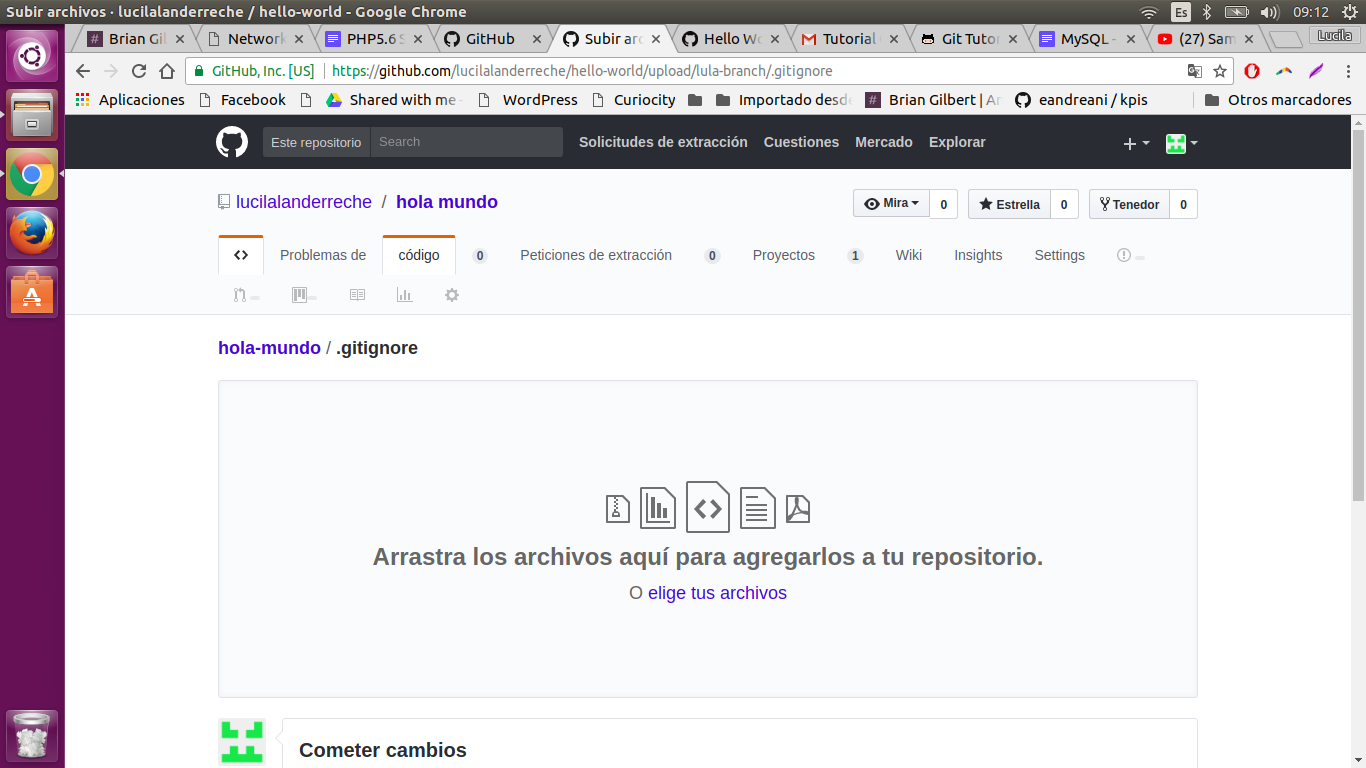 Subir archivos · lucilalanderreche / hello-world - Google Chrome
Es
09:12
Brian Gil
Network
PHP5.6 S
GitHub
Subir arc
Hello Wo
Tutorial
Git Tutor
MySQL -
(27) Sam
Lucila
GitHub, Inc. [US]
https://github.com/lucilalanderreche/hello-world/upload/lula-branch/.gitignore
Aplicaciones
Facebook
Shared with me
WordPress
Curiocity
Importado desde
Brian Gilbert | Ar
eandreani / kpis
Otros marcadores
Este repositorio
Search
Solicitudes de extracción
Cuestiones
Mercado
Explorar
lucilalanderreche / hola mundo
Mira
0
Estrella
0
Tenedor
0
Problemas de
código
0
Peticiones de extracción
0
Proyectos
1
Wiki
Insights
Settings
hola-mundo / .gitignore
Arrastra los archivos aquí para agregarlos a tu repositorio.
O elige tus archivos
Cometer cambios